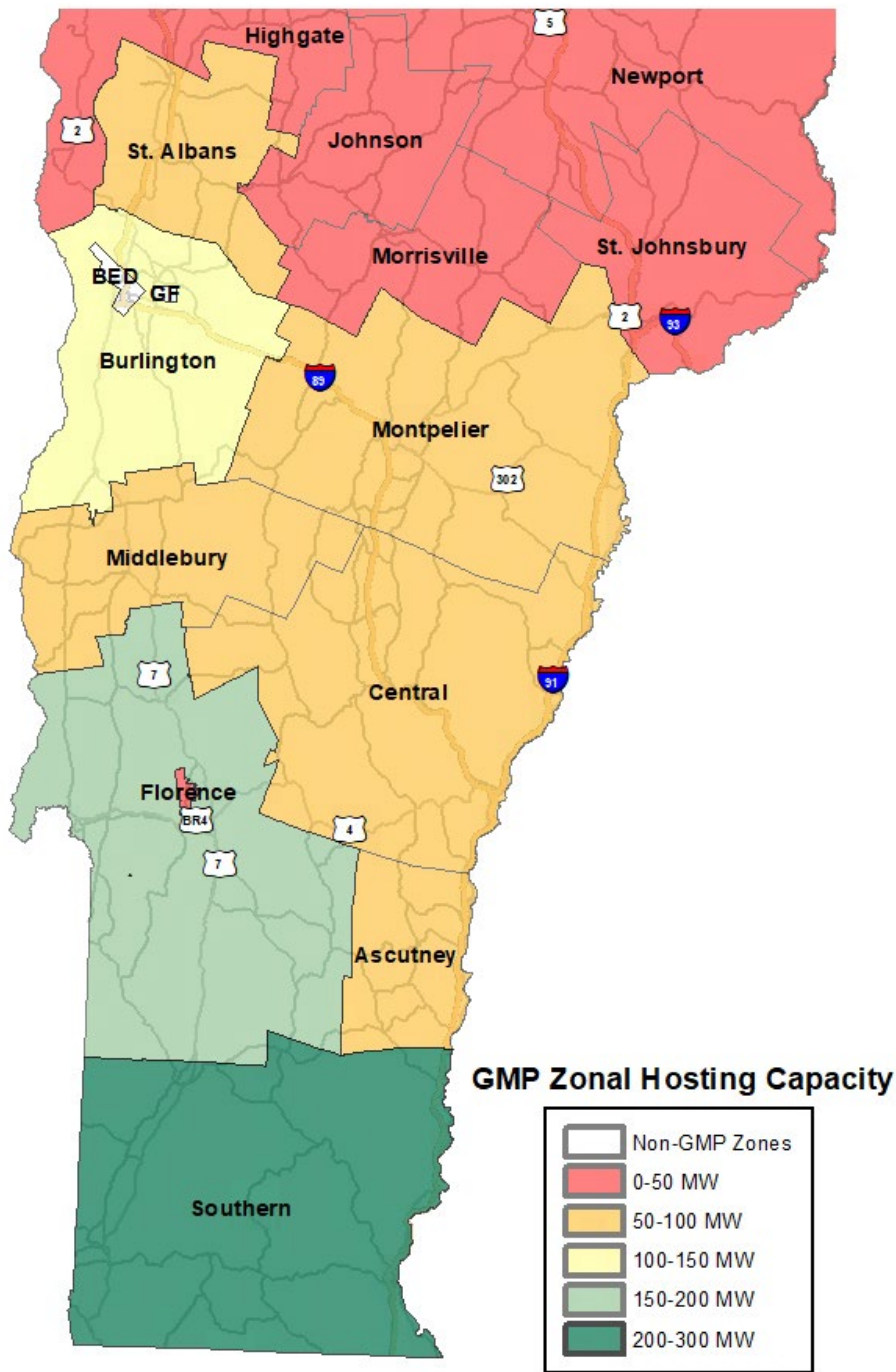 Highgate
5
Newport
2
Johnson
St. Albans
Morrisville
St. Johnsbury
BED
GF
2
93
Burlington
89
Montpelier
302
Middlebury
7
Central
91
Florence
BR4
4
7
Ascutney
GMP Zonal Hosting Capacity
Non-GMP Zones
0-50 MW
50-100 MW
100-150 MW
150-200 MW
200-300 MW
Southern